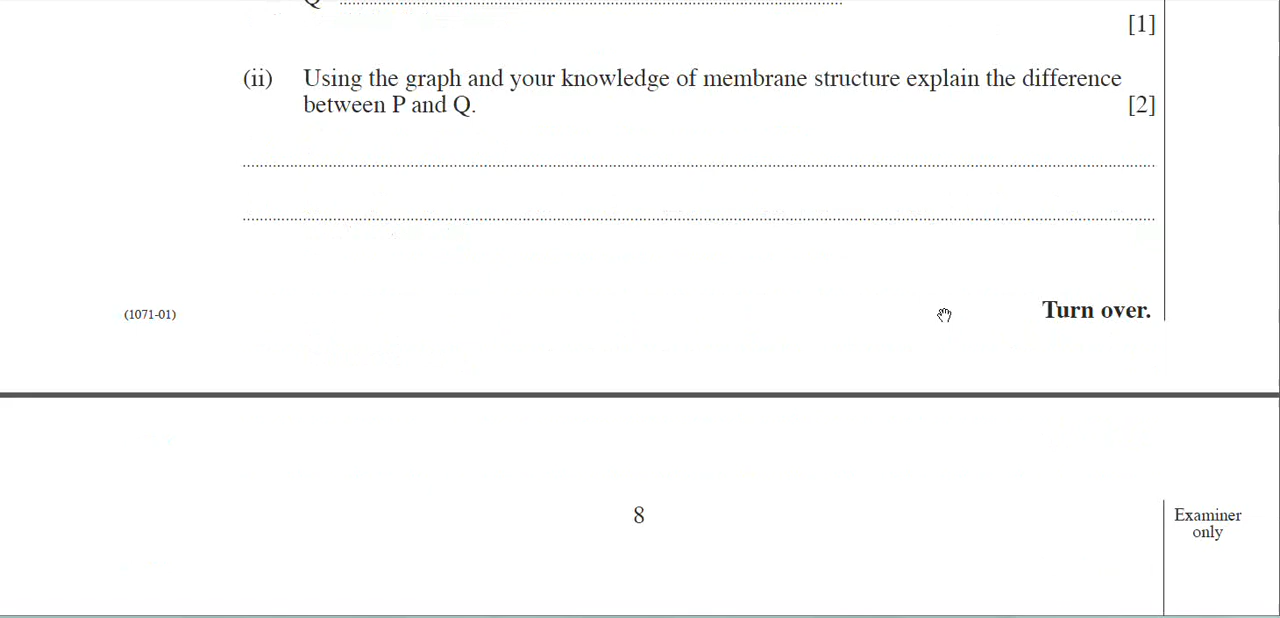 Q ..........
[1]
(ii) Using the graph and your knowledge of membrane structure explain the difference
between P and Q. [2]
(1071-01) Turn over.
8
Examiner
only